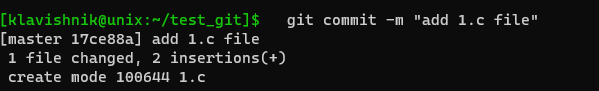 [klavishnik@unix:~/test_git]$   git commit -m "add 1.c file"
[master 17ce88a] add 1.c file
 1 file changed, 2 insertions(+)
 create mode 100644 1.c